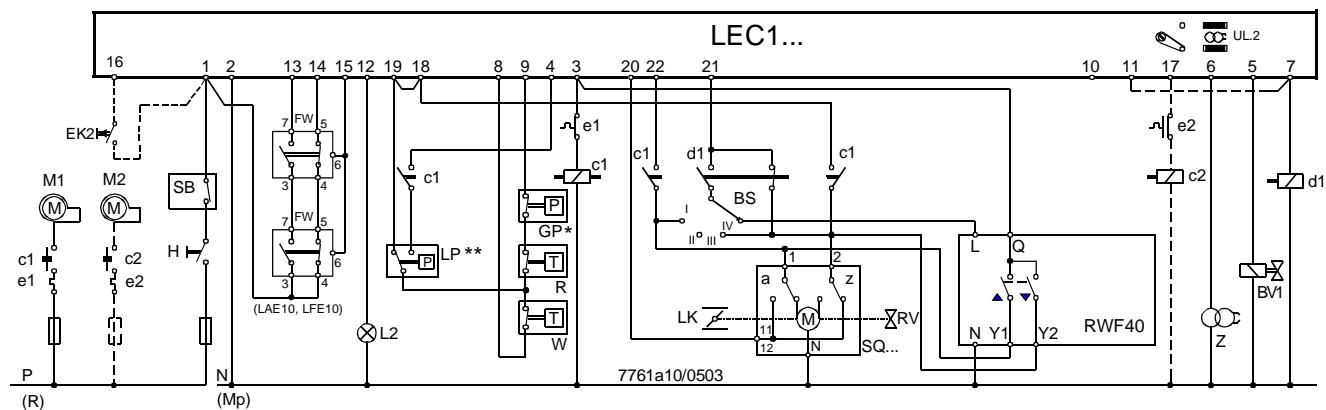 LEC1...
UL.2
16 1 2 13 14 15 12 19 18 8 9 4 3 20 22 21 10 11 17 6 5 7
EK2
7 FW 5
6
3 4
e1
e2
c1
c1
c1
d1
c1
c2
d1
M1 M2
M M
SB
BS
P
GP*
I
II III IV
7 FW 5
6
3 4
H
LP**
P
T
R
L Q
c1 c2
e1 e2
1 2
a z
BV1
(LAE10, LFE10)
L2
T
W
LK
M
RV
11
12
N
SQ...
N Y1 Y2
RWF40
Z
P
(R)
N
(Mp)
7761a10/0503